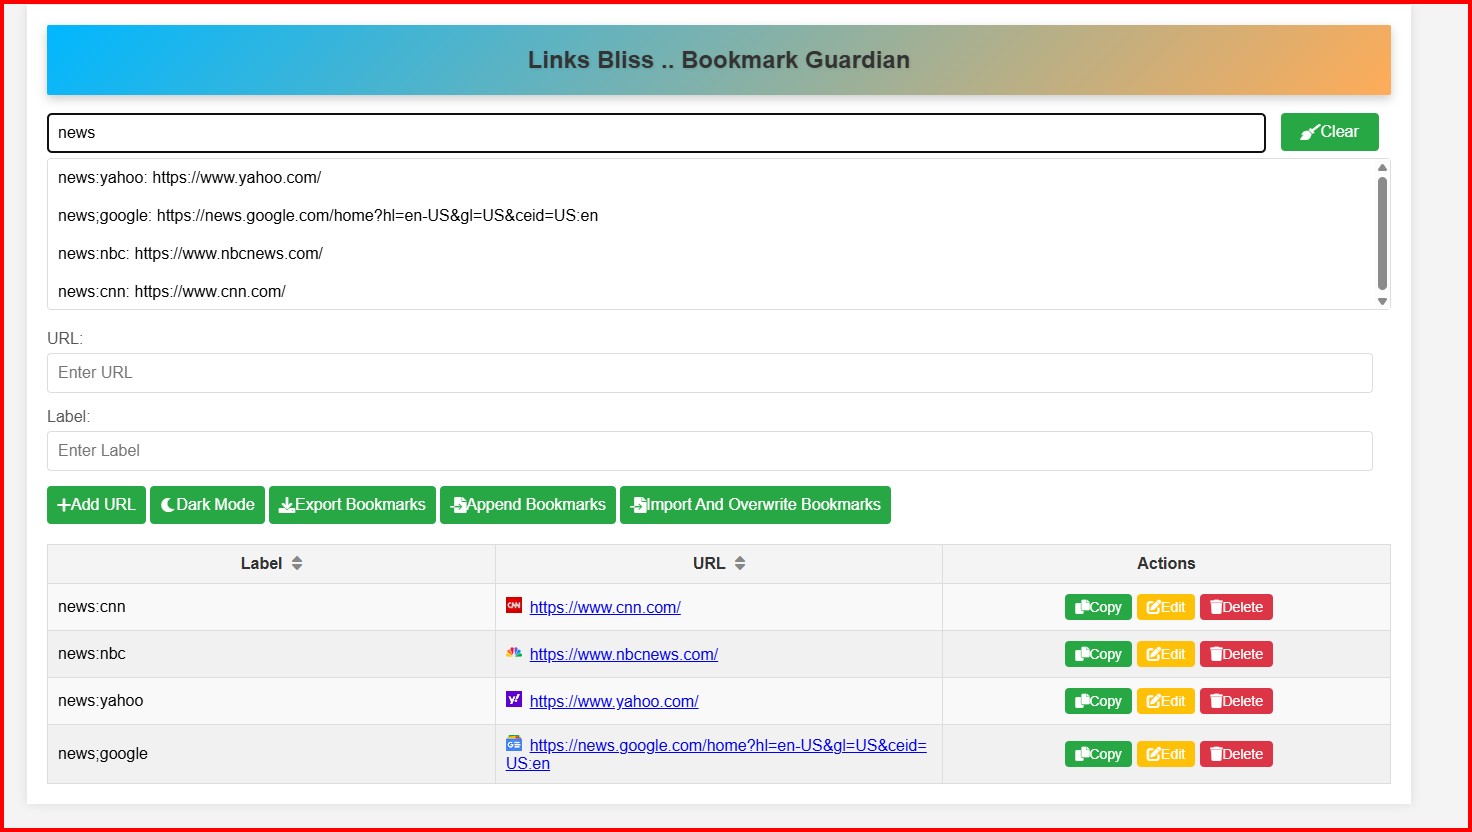 Links Bliss .. Bookmark Guardian
news
Clear
news:yahoo: https://www.yahoo.com/
news;google: https://news.google.com/home?hl=en-US&gl=US&ceid=US:en
news:nbc: https://www.nbcnews.com/
news:cnn: https://www.cnn.com/
URL:
Enter URL
Label:
Enter Label
Add URL Dark Mode Export Bookmarks Append Bookmarks Import And Overwrite Bookmarks
Label URL Actions
news:cnn CNN https://www.cnn.com/ Copy Edit Delete
news:nbc https://www.nbcnews.com/ Copy Edit Delete
news:yahoo y! https://www.yahoo.com/ Copy Edit Delete
news;google https://news.google.com/home?hl=en-US&gl=US&ceid= Copy Edit Delete
US:en